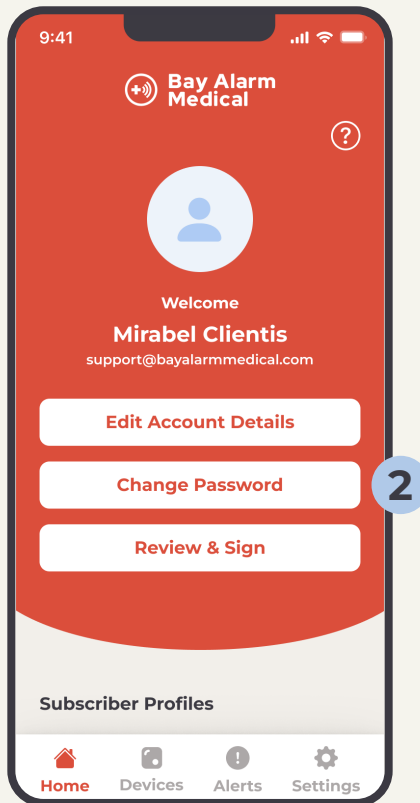 9:41
Bay Alarm
Medical
?
Welcome
Mirabel Clientis
support@bayalarmmedical.com
Edit Account Details
Change Password
2
Review & Sign
Subscriber Profiles
Home Devices Alerts Settings